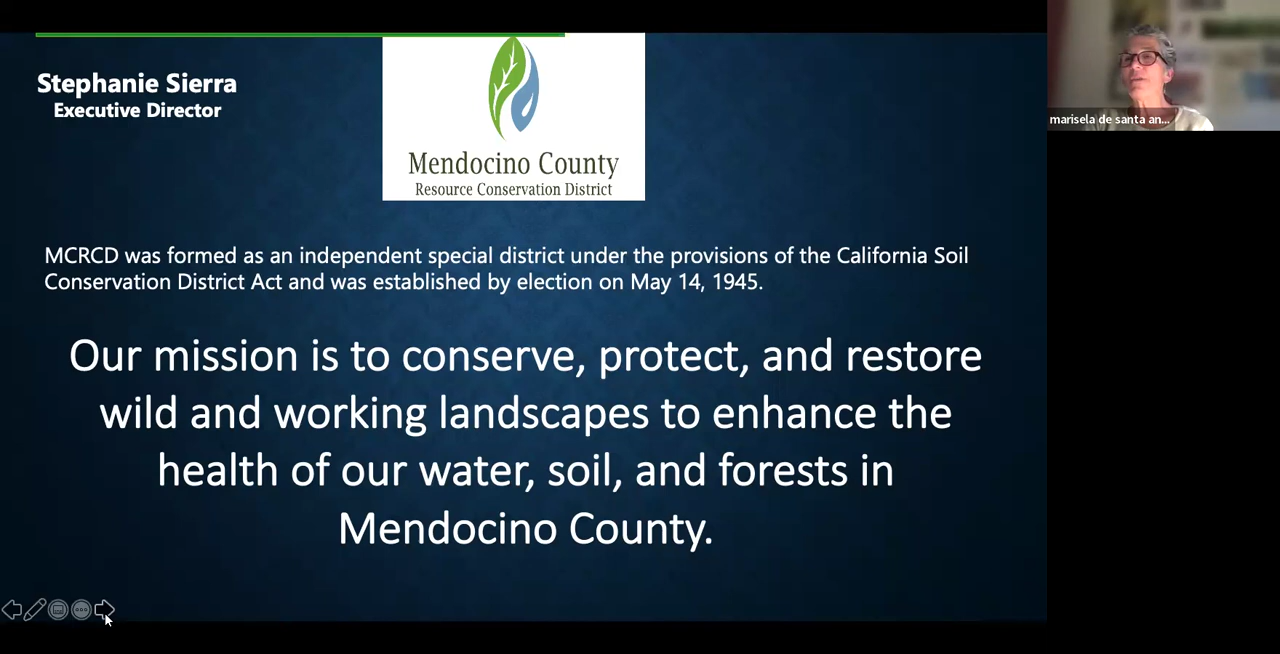 Stephanie Sierra
Executive Director
Mendocino County
Resource Conservation District
marisela de santa an...
MCRCD was formed as an independent special district under the provisions of the California Soil
Conservation District Act and was established by election on May 14, 1945.
Our mission is to conserve, protect, and restore
wild and working landscapes to enhance the
health of our water, soil, and forests in
Mendocino County.